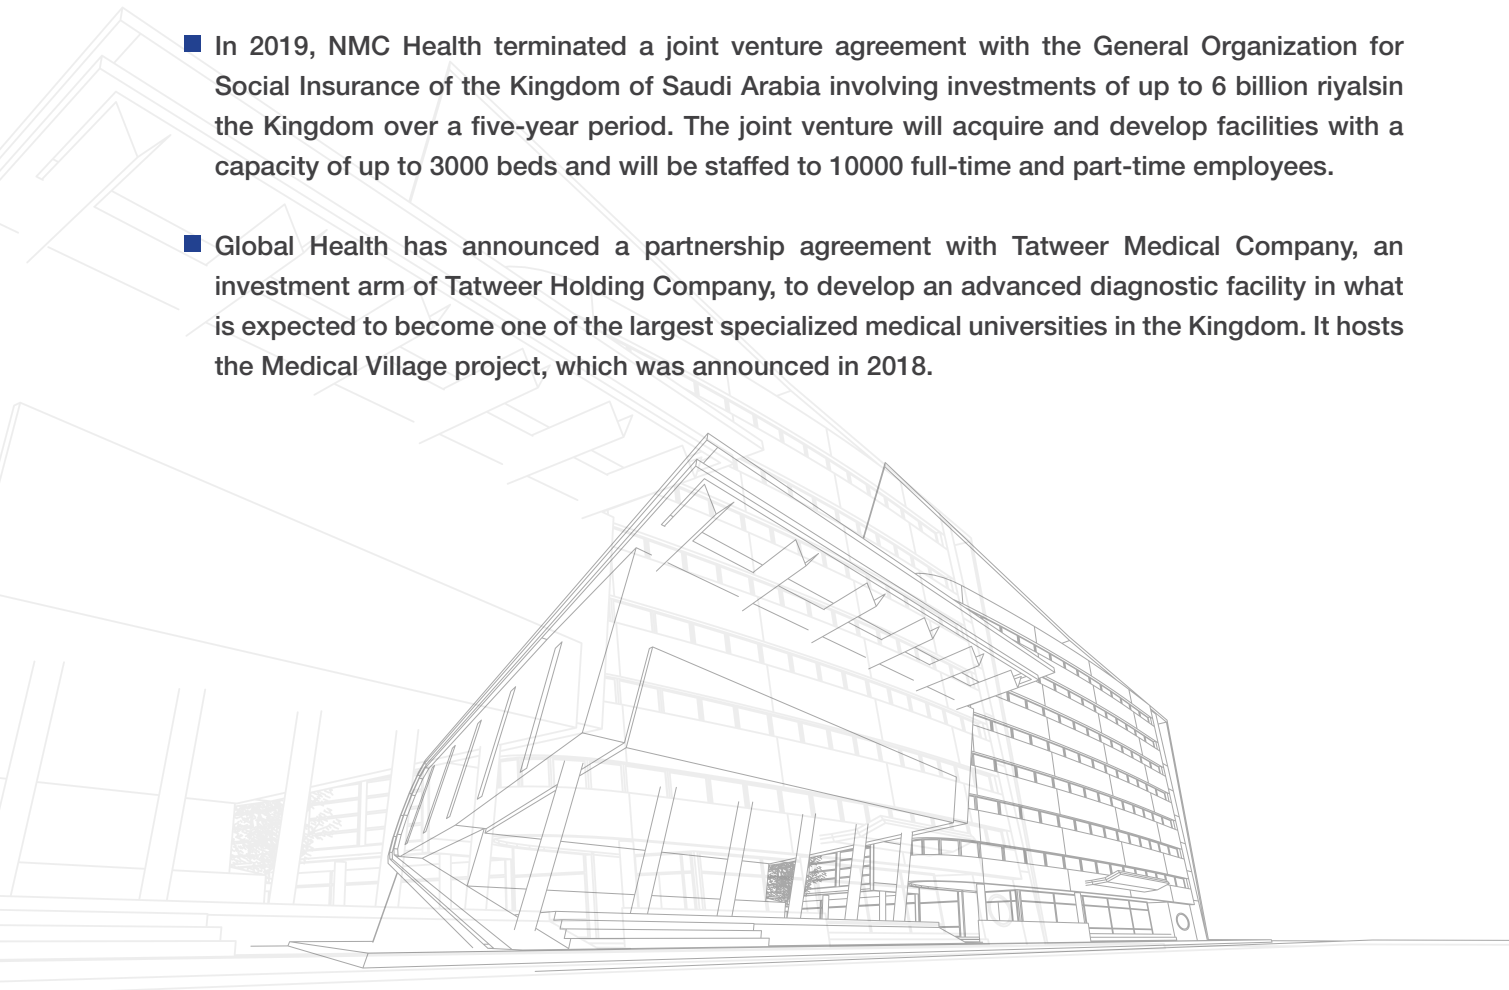 In 2019, NMC Health terminated a joint venture agreement with the General Organization for
Social Insurance of the Kingdom of Saudi Arabia involving investments of up to 6 billion riyalsin
the Kingdom over a five-year period. The joint venture will acquire and develop facilities with a
capacity of up to 3000 beds and will be staffed to 10000 full-time and part-time employees.
Global Health has announced a partnership agreement with Tatweer Medical Company, an
investment arm of Tatweer Holding Company, to develop an advanced diagnostic facility in what
is expected to become one of the largest specialized medical universities in the Kingdom. It hosts
the Medical Village project, which was announced in 2018.